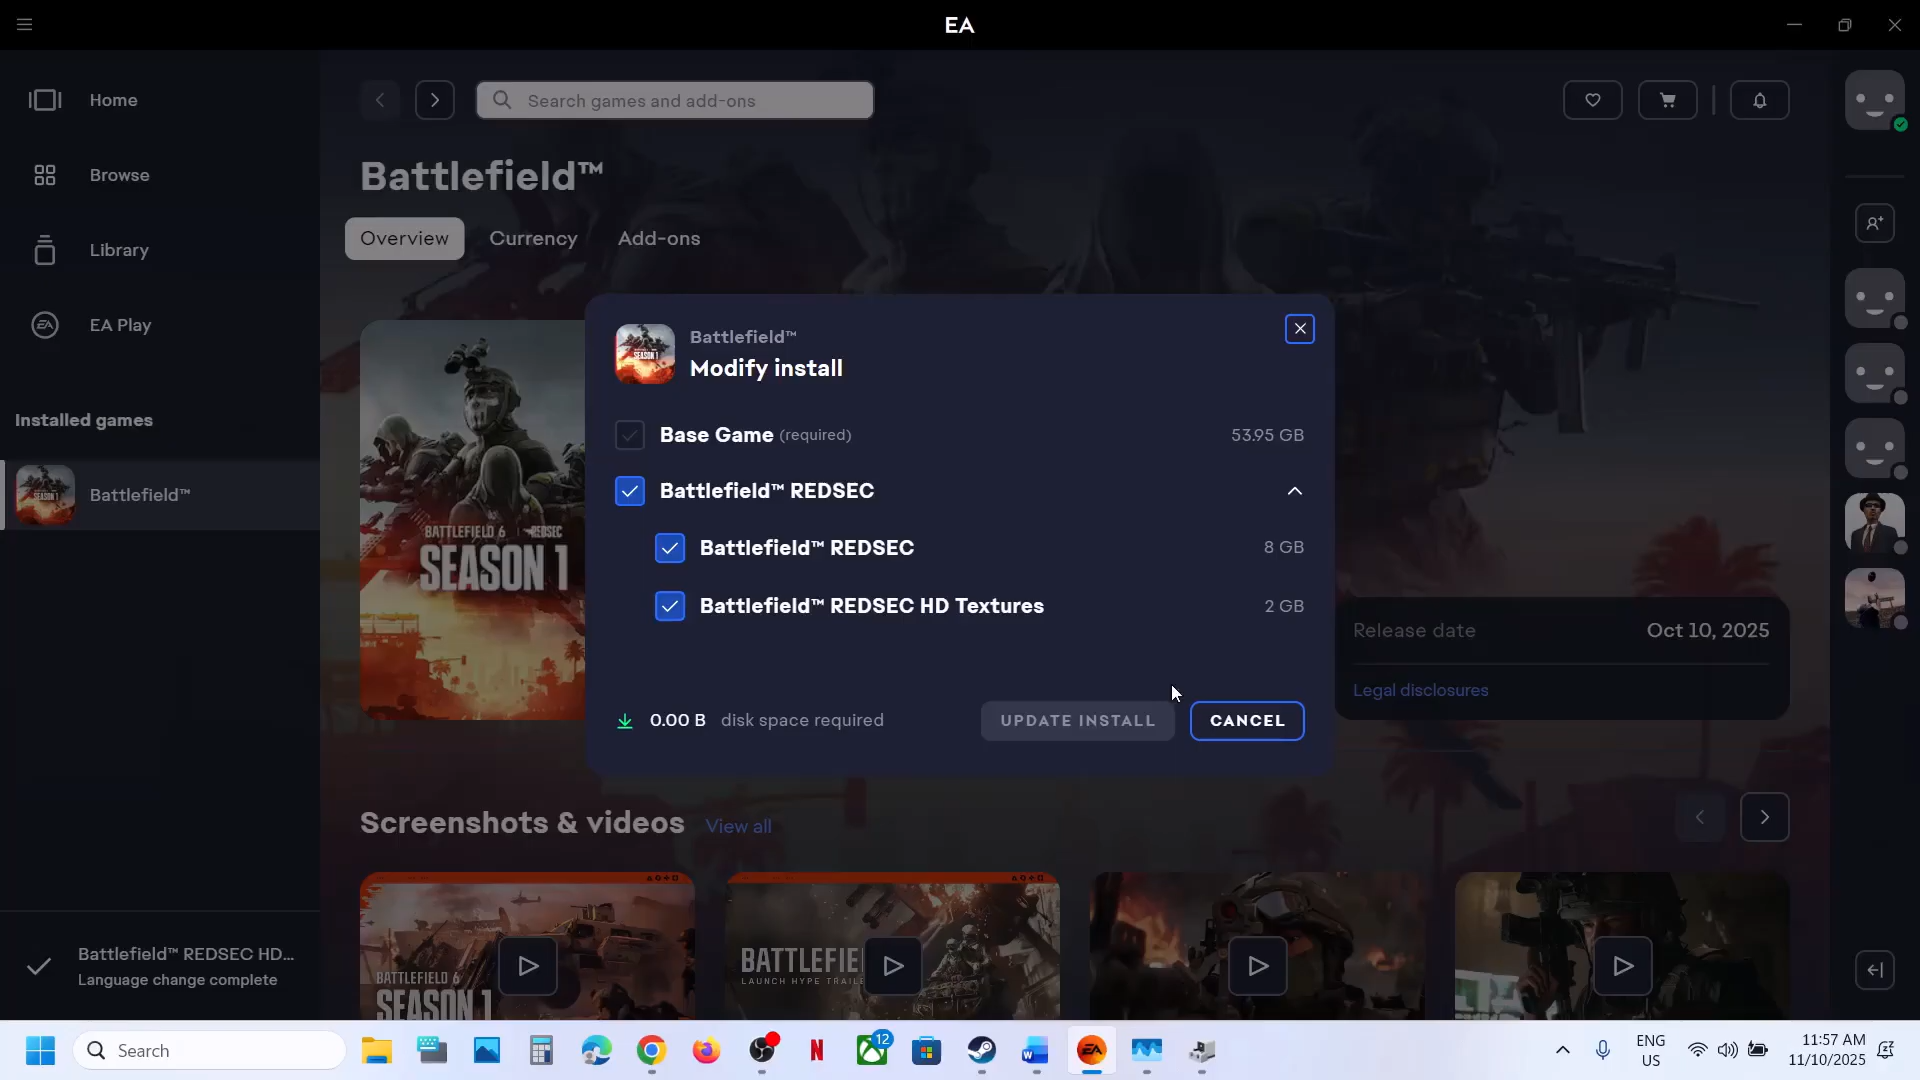 EA
Home
Browse
Library
EA Play
Installed games
Battlefield™
Battlefield™ REDSEC HD...
Language change complete
Search games and add-ons
Battlefield™
Overview
Currency
Add-ons
BATTLEFIELD 6
REDSEC
SEASON 1
Battlefield™
Modify install
Base Game (required)
53.95 GB
Battlefield™ REDSEC
Battlefield™ REDSEC
8 GB
Battlefield™ REDSEC HD Textures
2 GB
0.00 B disk space required
UPDATE INSTALL
CANCEL
Release date
Oct 10, 2025
Legal disclosures
Screenshots & videos
View all
BATTLEFIELD 6
SEASON 1
BATTLEFIE
LAUNCH HYPE TRAILE
Search
12
ENG
US
11:57 AM
11/10/2025